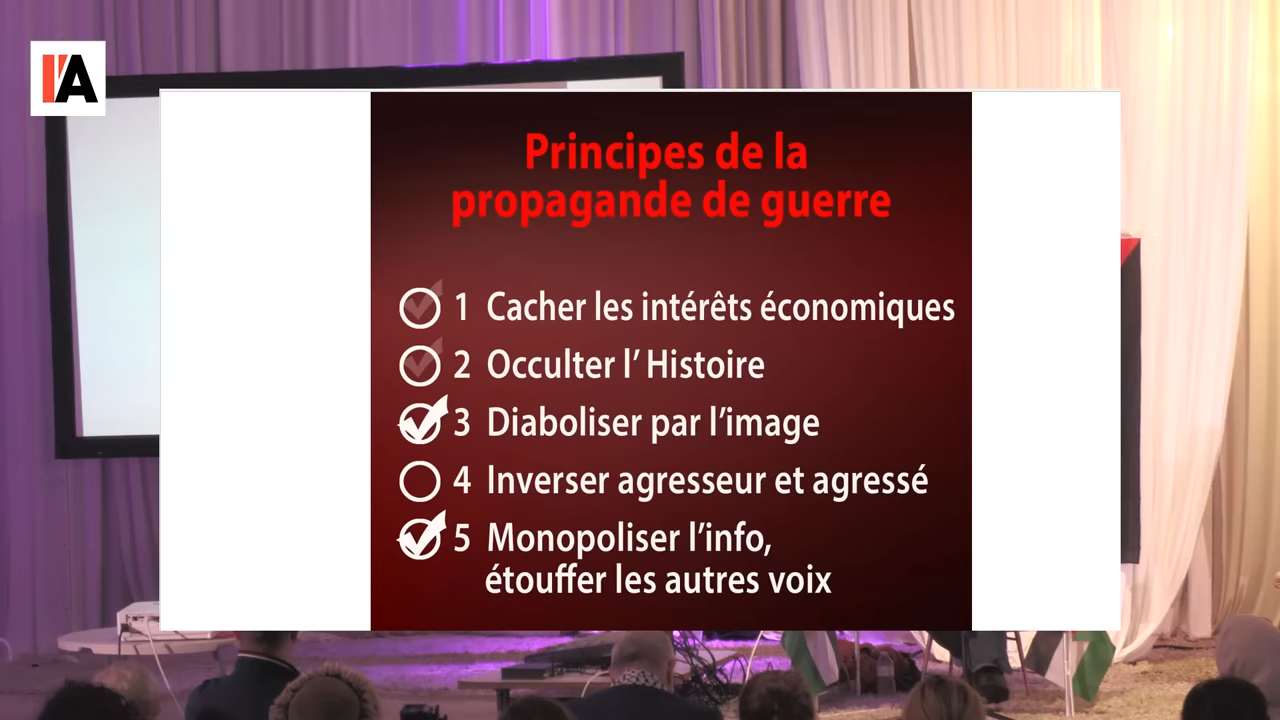 I'A
Principes de la
propagande de guerre
1 Cacher les intérêts économiques
2 Occulter l' Histoire
3 Diaboliser par l'image
4 Inverser agresseur et agressé
5 Monopoliser l'info,
étouffer les autres voix